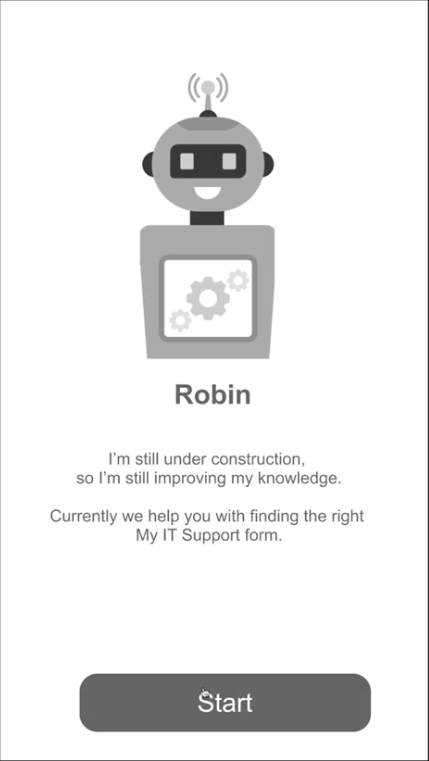 Robin
I'm still under construction,
so I'm still improving my knowledge.
Currently we help you with finding the right
My IT Support form.
Start